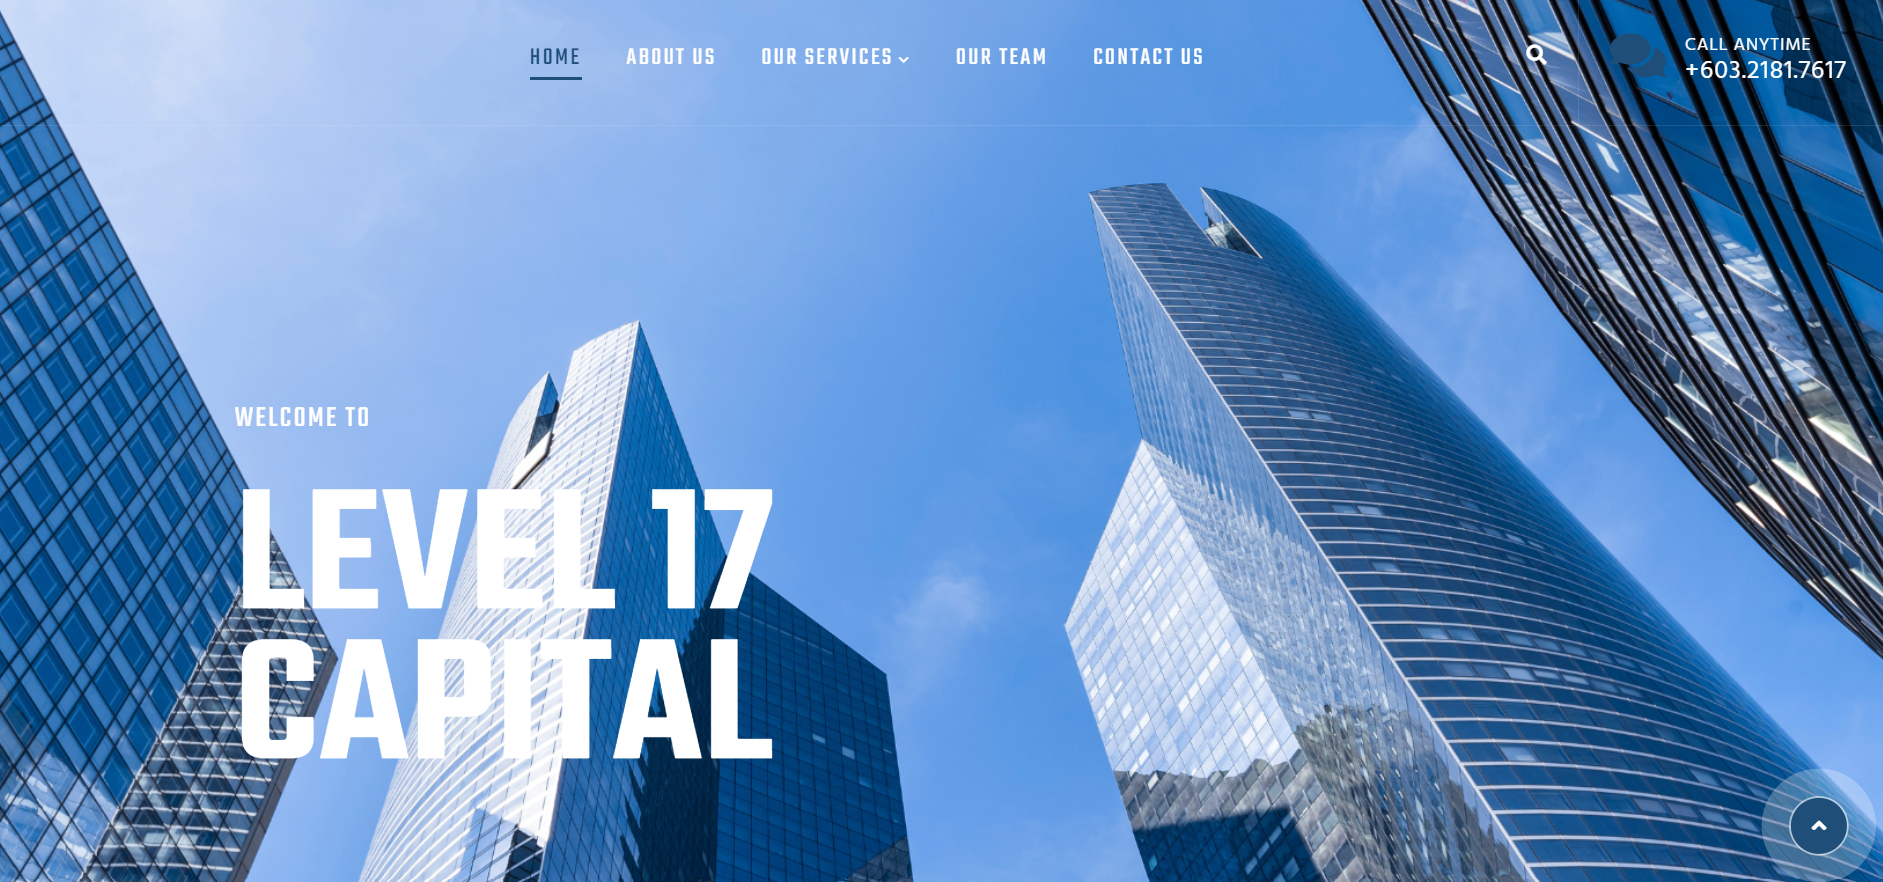 HOME ABOUT US OUR SERVICES OUR TEAM CONTACT US
CALL ANYTIME
+603.2181.7617
WELCOME TO
LEVEL 17
CAPITAL